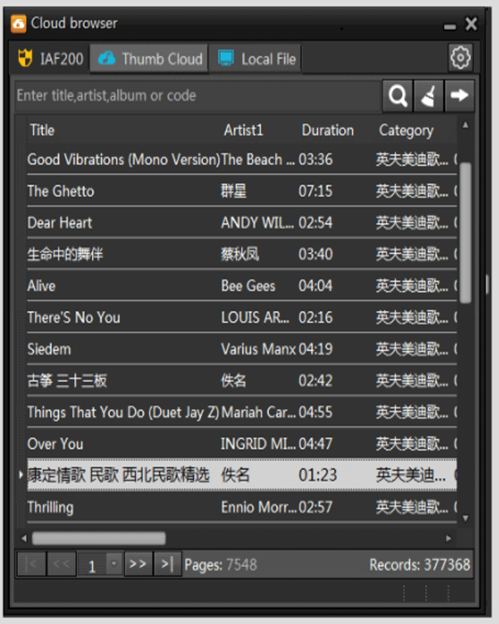 Cloud browser
IAF200 Thumb Cloud Local File
Enter title,artist,album or code
Title Artist1 Duration Category
Good Vibrations (Mono Version) The Beach ... 03:36 英夫美迪歌...
The Ghetto 群星 07:15 英夫美迪歌...
Dear Heart ANDY WIL... 02:54 英夫美迪歌...
生命中的舞伴 蔡秋凤 03:40 英夫美迪歌...
Alive Bee Gees 04:04 英夫美迪歌...
There'S No You LOUIS AR... 02:16 英夫美迪歌...
Siedem Varius Manx 04:19 英夫美迪歌...
古筝 三十三板 佚名 02:42 英夫美迪歌...
Things That You Do (Duet Jay Z) Mariah Car... 04:55 英夫美迪歌...
Over You INGRID MI... 04:47 英夫美迪歌...
康定情歌 民歌 西北民歌精选 佚名 01:23 英夫美迪...
Thrilling Ennio Morr... 02:57 英夫美迪歌...
|< << 1 >> >| Pages: 7548 Records: 377368